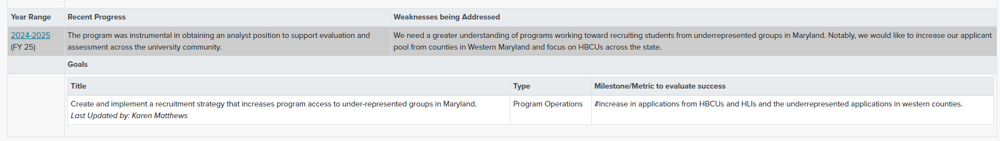 Year Range Recent Progress Weaknesses being Addressed
2024-2025 The program was instrumental in obtaining an analyst position to support evaluation and We need a greater understanding of programs working toward recruiting students from underrepresented groups in Maryland. Notably, we would like to increase our applicant
(FY 25) assessment across the university community. pool from counties in Western Maryland and focus on HBCUs across the state.
Goals
Title Type Milestone/Metric to evaluate success
Create and implement a recruitment strategy that increases program access to under-represented groups in Maryland. Program Operations #increase in applications from HBCUs and HLIs and the underrepresented applications in western counties.
Last Updated by: Karen Matthews